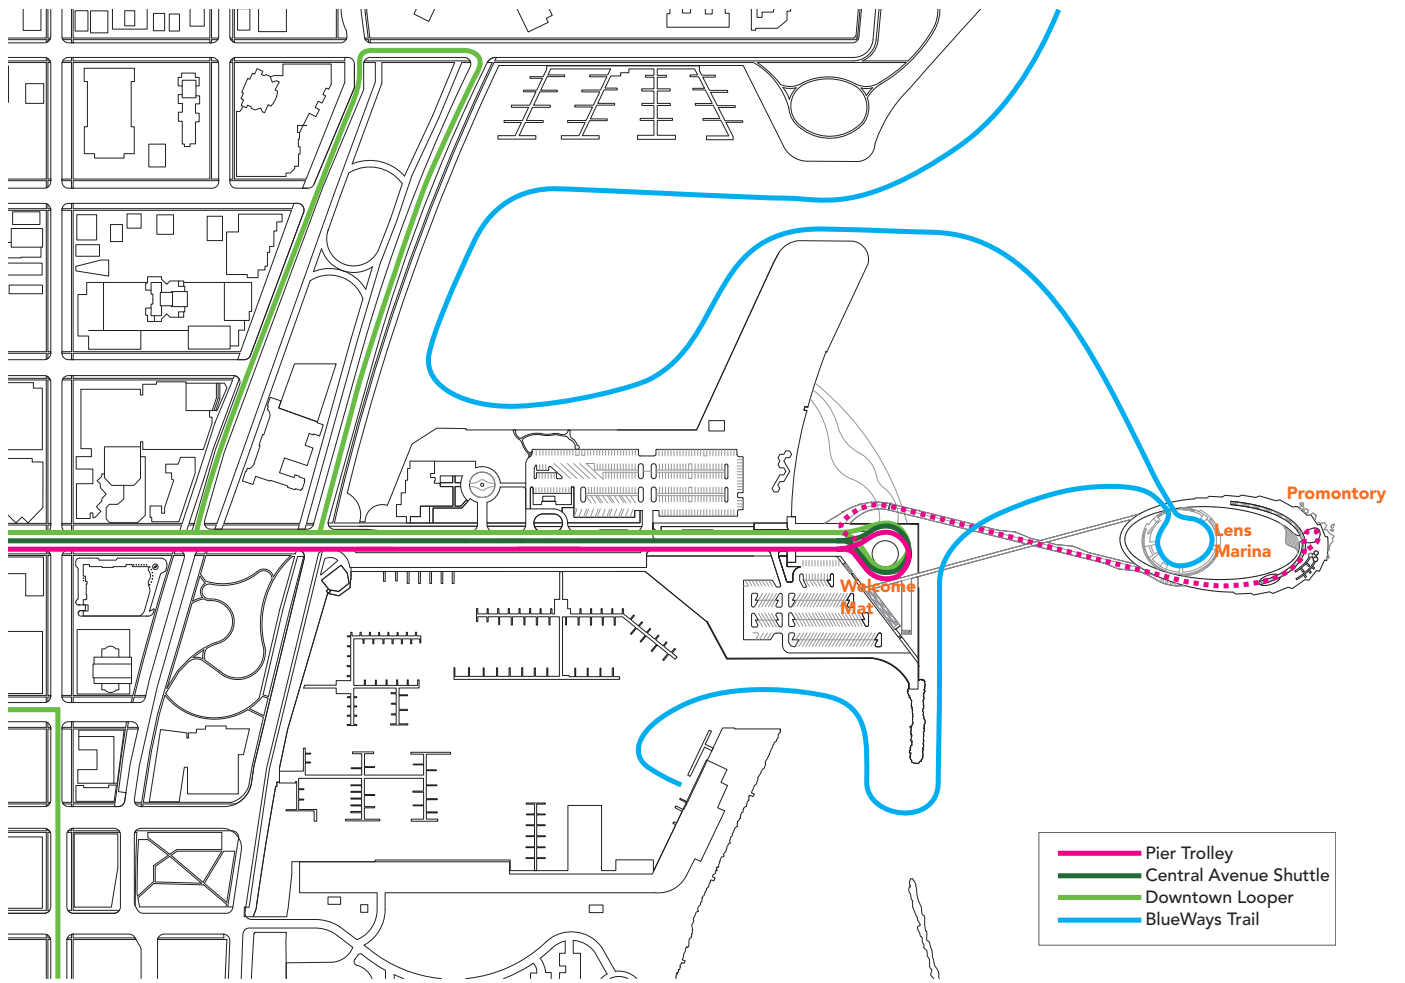 Promontory
Lens
Marina
Welcome
Mat
Pier Trolley
Central Avenue Shuttle
Downtown Looper
BlueWays Trail